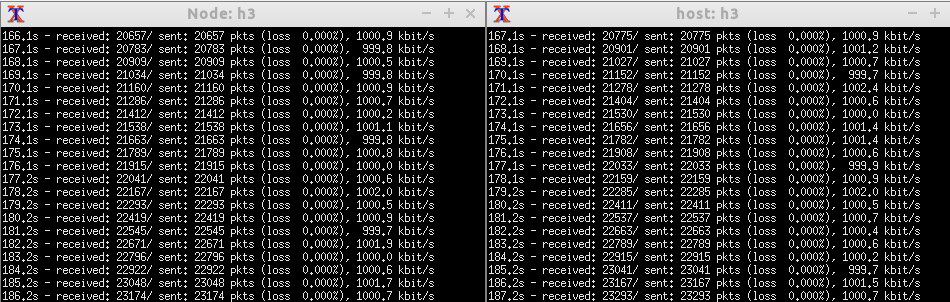 Node: h3
166.1s - received: 20657/ sent: 20657 pkts (loss 0.000%), 1000.9 kbit/s
167.1s - received: 20783/ sent: 20783 pkts (loss 0.000%), 999.8 kbit/s
168.1s - received: 20909/ sent: 20909 pkts (loss 0.000%), 1000.5 kbit/s
169.1s - received: 21034/ sent: 21034 pkts (loss 0.000%), 999.8 kbit/s
170.1s - received: 21160/ sent: 21160 pkts (loss 0.000%), 1000.9 kbit/s
171.1s - received: 21286/ sent: 21286 pkts (loss 0.000%), 1000.7 kbit/s
172.1s - received: 21412/ sent: 21412 pkts (loss 0.000%), 1000.2 kbit/s
173.1s - received: 21538/ sent: 21538 pkts (loss 0.000%), 1001.1 kbit/s
174.1s - received: 21663/ sent: 21663 pkts (loss 0.000%), 999.8 kbit/s
175.1s - received: 21789/ sent: 21789 pkts (loss 0.000%), 1000.8 kbit/s
176.1s - received: 21915/ sent: 21915 pkts (loss 0.000%), 1000.9 kbit/s
177.2s - received: 22041/ sent: 22041 pkts (loss 0.000%), 1000.6 kbit/s
178.2s - received: 22167/ sent: 22167 pkts (loss 0.000%), 1002.0 kbit/s
179.2s - received: 22293/ sent: 22293 pkts (loss 0.000%), 1000.5 kbit/s
180.2s - received: 22419/ sent: 22419 pkts (loss 0.000%), 1000.9 kbit/s
181.2s - received: 22545/ sent: 22545 pkts (loss 0.000%), 999.7 kbit/s
182.2s - received: 22671/ sent: 22671 pkts (loss 0.000%), 1001.9 kbit/s
183.2s - received: 22796/ sent: 22796 pkts (loss 0.000%), 1000.0 kbit/s
184.2s - received: 22922/ sent: 22922 pkts (loss 0.000%), 1000.6 kbit/s
185.2s - received: 23048/ sent: 23048 pkts (loss 0.000%), 1001.7 kbit/s
186.2s - received: 23174/ sent: 23174 pkts (loss 0.000%), 1000.7 kbit/s
host: h3
167.1s - received: 20775/ sent: 20775 pkts (loss 0.000%), 1000.9 kbit/s
168.1s - received: 20901/ sent: 20901 pkts (loss 0.000%), 1001.2 kbit/s
169.1s - received: 21027/ sent: 21027 pkts (loss 0.000%), 1000.7 kbit/s
170.1s - received: 21152/ sent: 21152 pkts (loss 0.000%), 999.7 kbit/s
171.1s - received: 21278/ sent: 21278 pkts (loss 0.000%), 1002.4 kbit/s
172.1s - received: 21404/ sent: 21404 pkts (loss 0.000%), 1000.6 kbit/s
173.1s - received: 21530/ sent: 21530 pkts (loss 0.000%), 1000.0 kbit/s
174.1s - received: 21656/ sent: 21656 pkts (loss 0.000%), 1001.4 kbit/s
175.1s - received: 21782/ sent: 21782 pkts (loss 0.000%), 1001.4 kbit/s
176.1s - received: 21908/ sent: 21908 pkts (loss 0.000%), 1000.6 kbit/s
177.1s - received: 22033/ sent: 22033 pkts (loss 0.000%), 999.9 kbit/s
178.1s - received: 22159/ sent: 22159 pkts (loss 0.000%), 1000.9 kbit/s
179.2s - received: 22285/ sent: 22285 pkts (loss 0.000%), 1002.0 kbit/s
180.2s - received: 22411/ sent: 22411 pkts (loss 0.000%), 1000.5 kbit/s
181.2s - received: 22537/ sent: 22537 pkts (loss 0.000%), 1000.7 kbit/s
182.2s - received: 22663/ sent: 22663 pkts (loss 0.000%), 1000.4 kbit/s
183.2s - received: 22789/ sent: 22789 pkts (loss 0.000%), 1000.6 kbit/s
184.2s - received: 22915/ sent: 22915 pkts (loss 0.000%), 1000.2 kbit/s
185.2s - received: 23041/ sent: 23041 pkts (loss 0.000%), 999.7 kbit/s
186.2s - received: 23167/ sent: 23167 pkts (loss 0.000%), 1001.5 kbit/s
187.2s - received: 23293/ sent: 23293 pkts (loss 0.000%), 1000.7 kbit/s